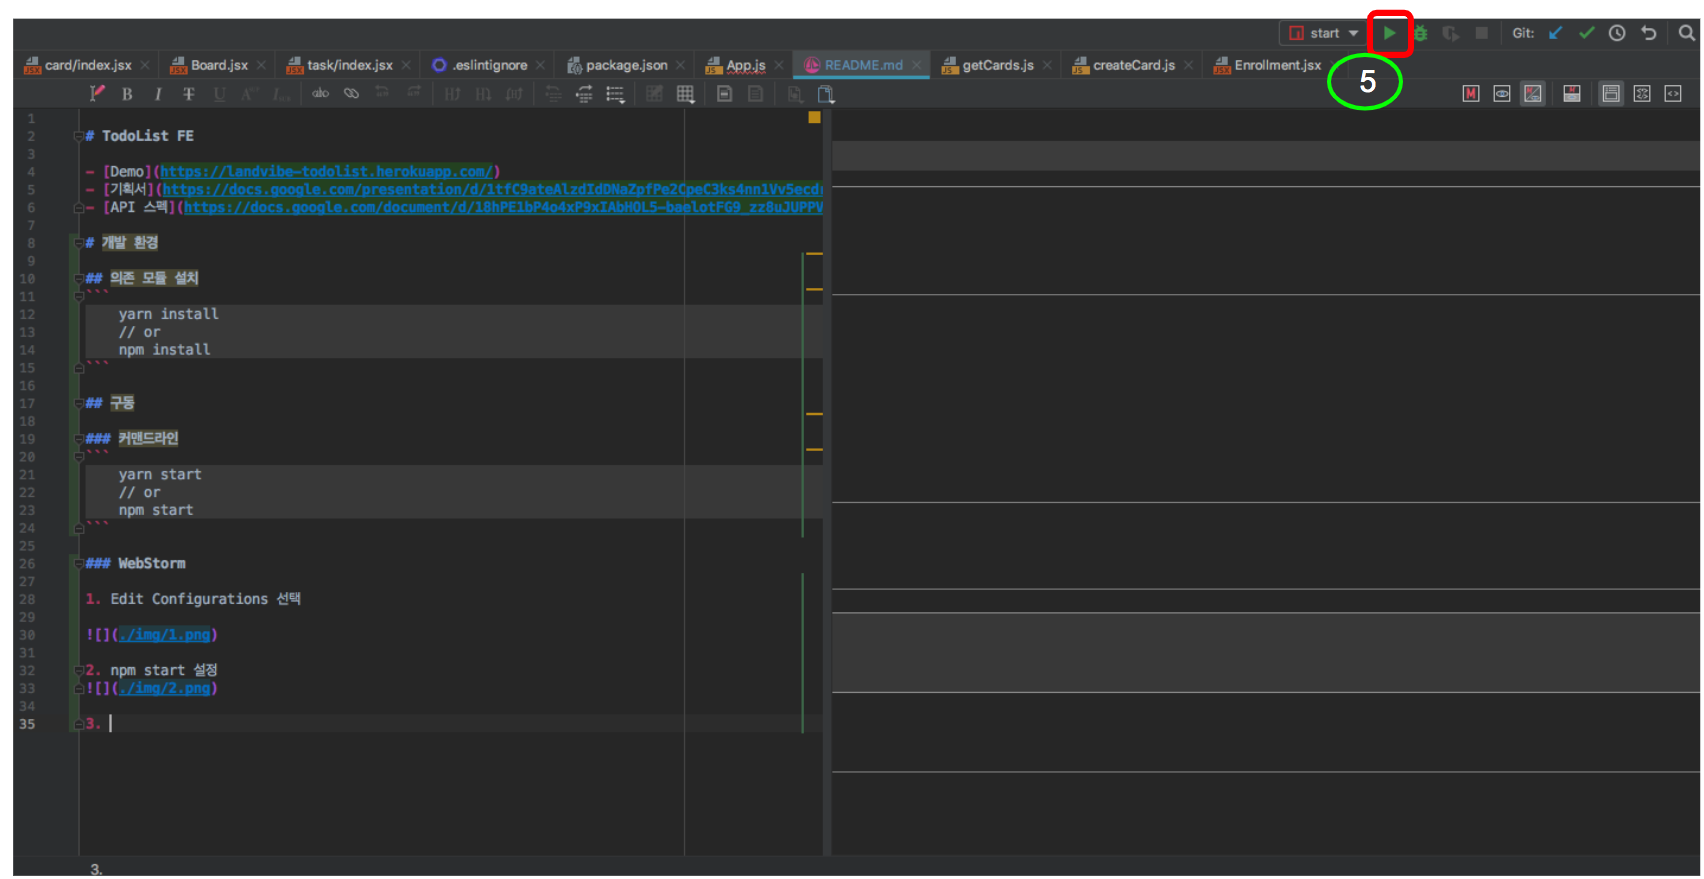 start Git:
card/index.jsx Board.jsx task/index.jsx .eslintignore package.json App.js README.md getCards.js createCard.js Enrollment.jsx
5
1
2 # TodoList FE
3
4 - [Demo](https://landvibe-todolist.herokuapp.com/)
5 - [기획서](https://docs.google.com/presentation/d/1tfC9ateAlzdIdDNaZpfPe2CpeC3ks4nn1Vv5ecdr
6 - [API 스펙](https://docs.google.com/document/d/18hPE1bP4o4xP9xIAbHOL5-baelotFG9_zz8uJUPPV
7
8 # 개발 환경
9
10 ## 의존 모듈 설치
11 ```
12 yarn install
13 // or
14 npm install
15 ```
16
17 ## 구동
18
19 ### 커맨드라인
20 ```
21 yarn start
22 // or
23 npm start
24 ```
25
26 ### WebStorm
27
28 1. Edit Configurations 선택
29
30 ![](./img/1.png)
31
32 2. npm start 설정
33 ![](./img/2.png)
34
35 3.
3.